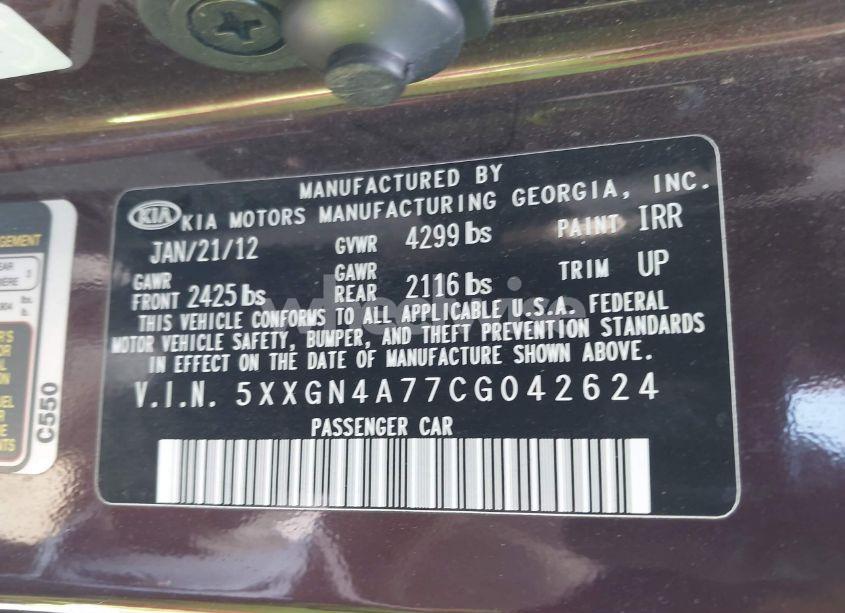 MANUFACTURED BY
KIA KIA MOTORS MANUFACTURING GEORGIA, INC.
JAN/21/12 GVWR 4299 lbs PAINT IRR
GAWR FRONT 2425 lbs GAWR REAR 2116 lbs TRIM UP
THIS VEHICLE CONFORMS TO ALL APPLICABLE U.S.A. FEDERAL
MOTOR VEHICLE SAFETY, BUMPER, AND THEFT PREVENTION STANDARDS
IN EFFECT ON THE DATE OF MANUFACTURE SHOWN ABOVE.
V.I.N. 5XXGN4A77CG042624
PASSENGER CAR
C550